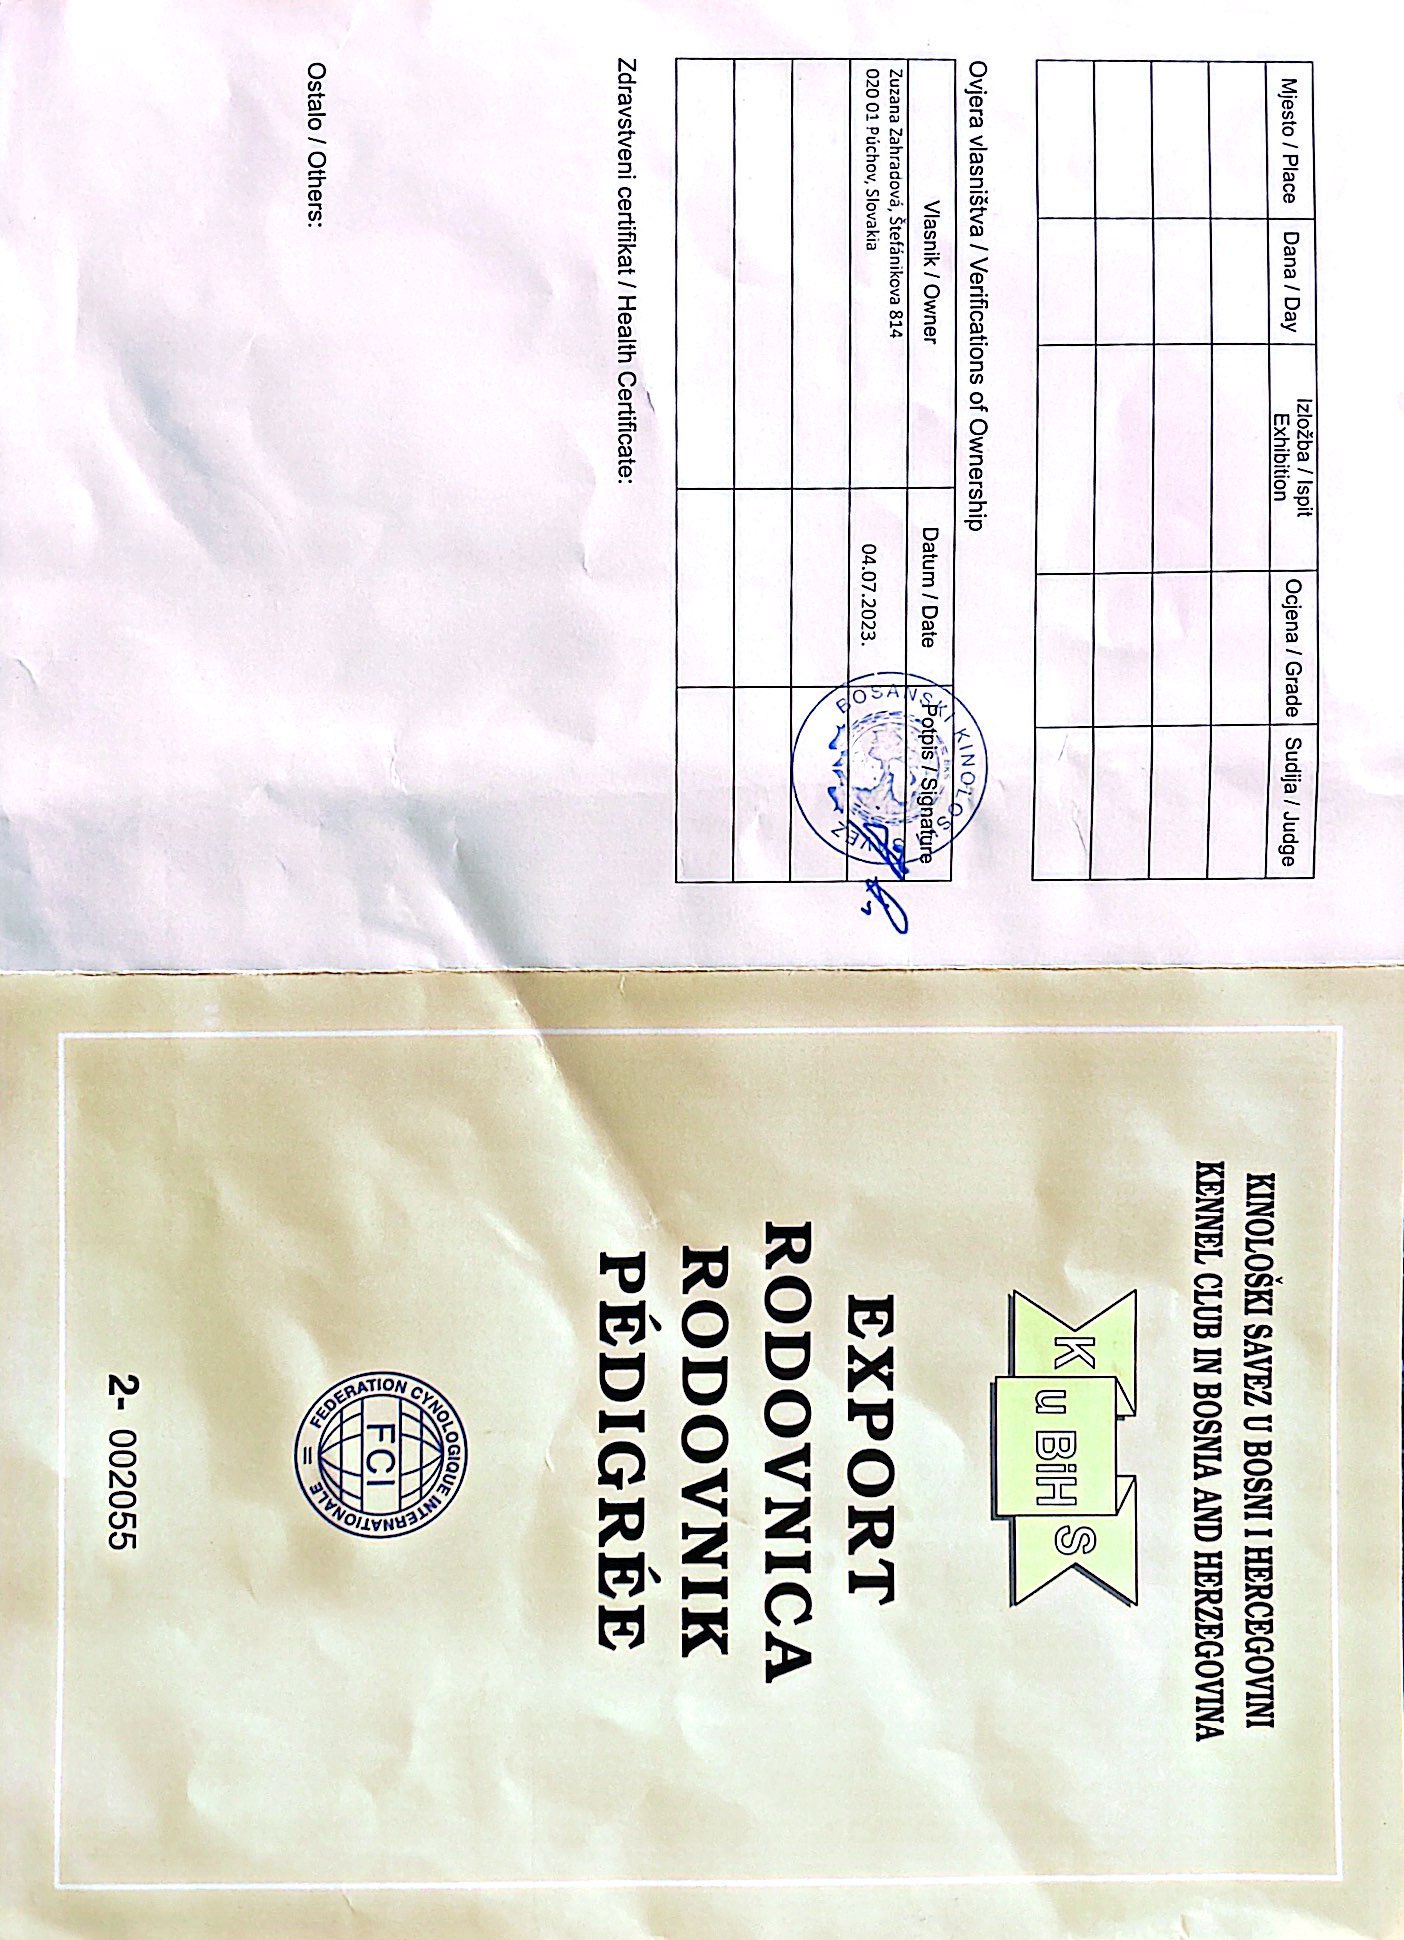 Mjesto / Place
Dana / Day
Izložba / Ispit
Exhibition
Ocjena / Grade
Sudija / Judge
Ovjera vlasništva / Verifications of Ownership
Vlasnik / Owner
Datum / Date
Potpis / Signature
Zuzana Zahradová, Štefánikova 814
020 01 Púchov, Slovakia
04.07.2023.
BOSANSKI KINOLOŠ
SAVEZ
Zdravstveni certifikat / Health Certificate:
Ostalo / Others:
KINOLOŠKI SAVEZ U BOSNI I HERCEGOVINI
KENNEL CLUB IN BOSNIA AND HERZEGOVINA
K u BiH S
EXPORT
RODOVNICA
RODOVNIK
PÉDIGRÉE
FEDERATION CYNOLOGIQUE INTERNATIONALE
FCI
2- 002055